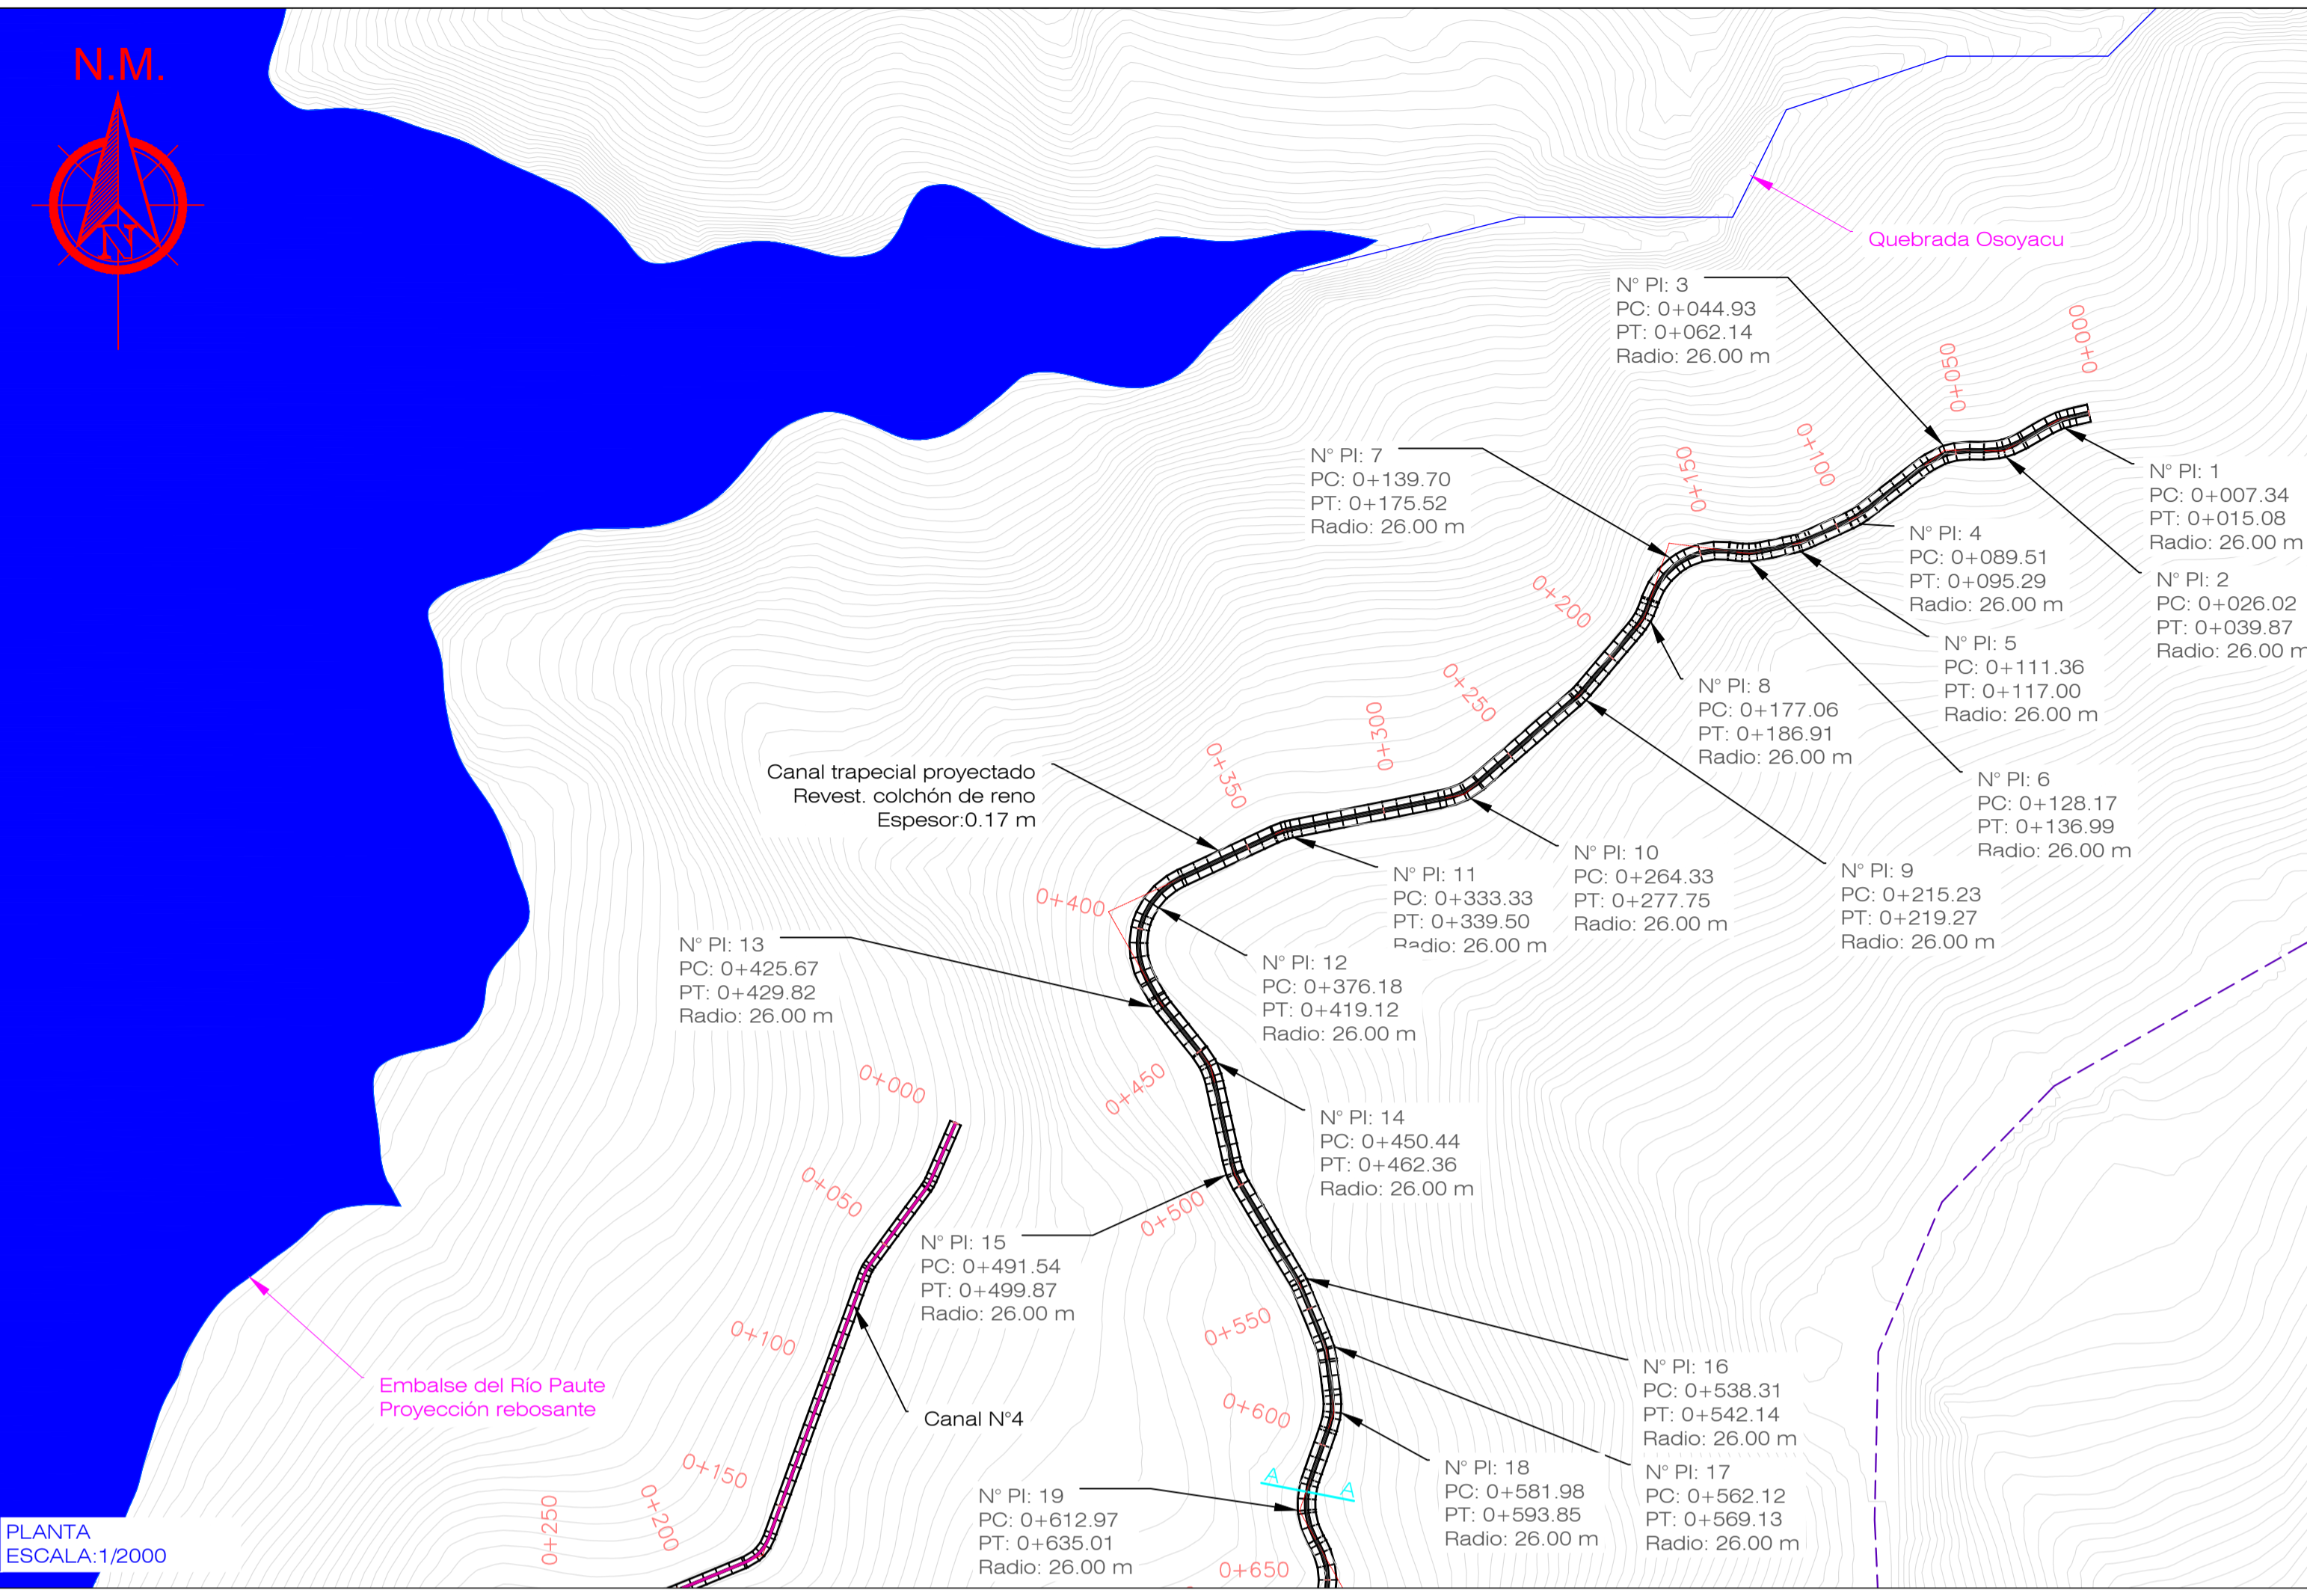 N.M.
N
Quebrada Osoyacu
N° PI: 3
PC: 0+044.93
PT: 0+062.14
Radio: 26.00 m
0+000
0+050
0+100
0+150
N° PI: 7
PC: 0+139.70
PT: 0+175.52
Radio: 26.00 m
N° PI: 1
PC: 0+007.34
PT: 0+015.08
Radio: 26.00 m
N° PI: 4
PC: 0+089.51
PT: 0+095.29
Radio: 26.00 m
N° PI: 2
PC: 0+026.02
PT: 0+039.87
Radio: 26.00 m
0+200
N° PI: 5
PC: 0+111.36
PT: 0+117.00
Radio: 26.00 m
0+250
N° PI: 8
PC: 0+177.06
PT: 0+186.91
Radio: 26.00 m
0+300
0+350
Canal trapecial proyectado
Revest. colchón de reno
Espesor:0.17 m
N° PI: 6
PC: 0+128.17
PT: 0+136.99
Radio: 26.00 m
N° PI: 10
PC: 0+264.33
PT: 0+277.75
Radio: 26.00 m
N° PI: 9
PC: 0+215.23
PT: 0+219.27
Radio: 26.00 m
N° PI: 11
PC: 0+333.33
PT: 0+339.50
Radio: 26.00 m
0+400
N° PI: 13
PC: 0+425.67
PT: 0+429.82
Radio: 26.00 m
N° PI: 12
PC: 0+376.18
PT: 0+419.12
Radio: 26.00 m
0+000
0+450
N° PI: 14
PC: 0+450.44
PT: 0+462.36
Radio: 26.00 m
0+050
0+500
N° PI: 15
PC: 0+491.54
PT: 0+499.87
Radio: 26.00 m
0+100
0+550
Embalse del Río Paute
Proyección rebosante
Canal N°4
0+600
N° PI: 16
PC: 0+538.31
PT: 0+542.14
Radio: 26.00 m
0+150
0+200
0+250
A
A
N° PI: 18
PC: 0+581.98
PT: 0+593.85
Radio: 26.00 m
N° PI: 17
PC: 0+562.12
PT: 0+569.13
Radio: 26.00 m
N° PI: 19
PC: 0+612.97
PT: 0+635.01
Radio: 26.00 m
0+650
PLANTA
ESCALA:1/2000